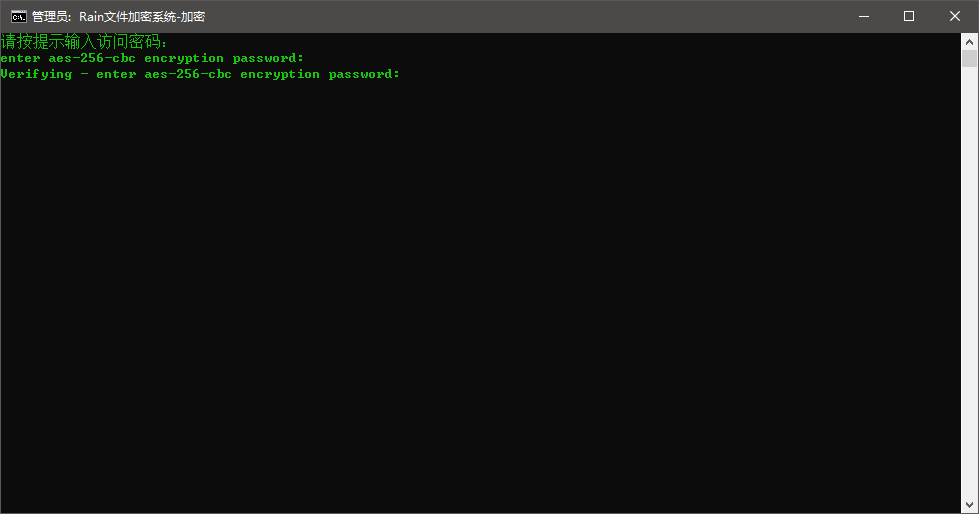 管理员: Rain文件加密系统-加密
请按提示输入访问密码:
enter aes-256-cbc encryption password:
Verifying - enter aes-256-cbc encryption password: